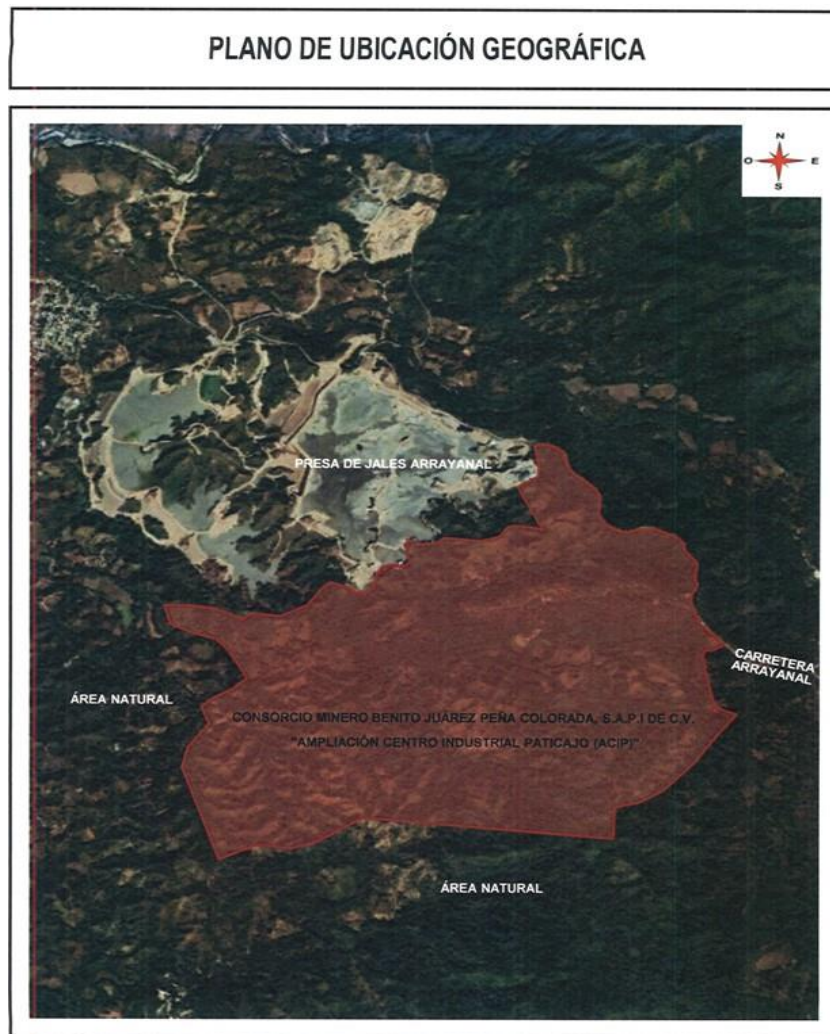 PLANO DE UBICACIÓN GEOGRÁFICA
N
O
E
S
PRESA DE JALES ARRAYANAL
CARRETERA
ARRAYANAL
ÁREA NATURAL
CONSORCIO MINERO BENITO JUÁREZ PEÑA COLORADA, S.A.P.I DE C.V.
"AMPLIACIÓN CENTRO INDUSTRIAL PATICAJO (ACIP)"
ÁREA NATURAL